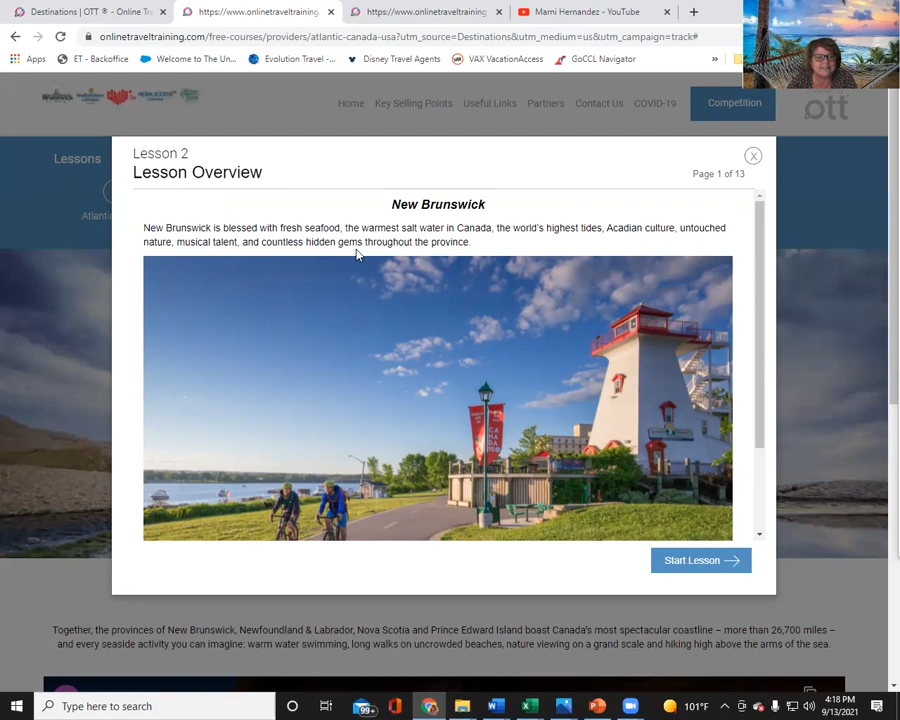 Destinations | OTT ® - Online Tra
https://www.onlinetraveltraining.
https://www.onlinetraveltraining.
Marni Hernandez - YouTube
onlinetraveltraining.com/free-courses/providers/atlantic-canada-usa?utm_source=Destinations&utm_medium=us&utm_campaign=track#
Apps
ET - Backoffice
Welcome to The Un
Evolution Travel -...
Disney Travel Agents
VAX VacationAccess
GoCCL Navigator
»
Home
Key Selling Points
Useful Links
Partners
Contact Us
COVID-19
Competition
ott
Lessons
Atlanti
Lesson 2
Lesson Overview
X
Page 1 of 13
New Brunswick
New Brunswick is blessed with fresh seafood, the warmest salt water in Canada, the world's highest tides, Acadian culture, untouched
nature, musical talent, and countless hidden gems throughout the province.
CANADA
Start Lesson
Together, the provinces of New Brunswick, Newfoundland & Labrador, Nova Scotia and Prince Edward Island boast Canada's most spectacular coastline – more than 26,700 miles –
and every seaside activity you can imagine: warm water swimming, long walks on uncrowded beaches, nature viewing on a grand scale and hiking high above the arms of the sea.
Type here to search
99+
101°F
4:18 PM
9/13/2021